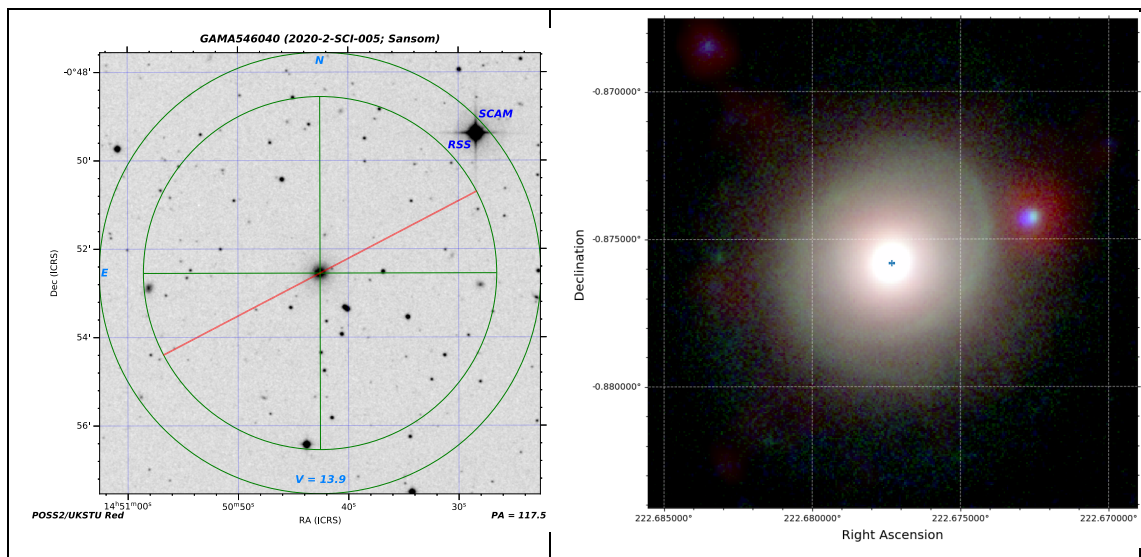 GAMA546040 (2020-2-SCI-005; Sansom)
N
-0°48'
SCAM
RSS
50'
52'
E
54'
56'
V = 13.9
14ʰ51ᵐ00ˢ
50ᵐ50ˢ
40ˢ
30ˢ
Dec (ICRS)
RA (ICRS)
POSS2/UKSTU Red
PA = 117.5
-0.870000°
-0.875000°
-0.880000°
Declination
222.685000°
222.680000°
222.675000°
222.670000°
Right Ascension